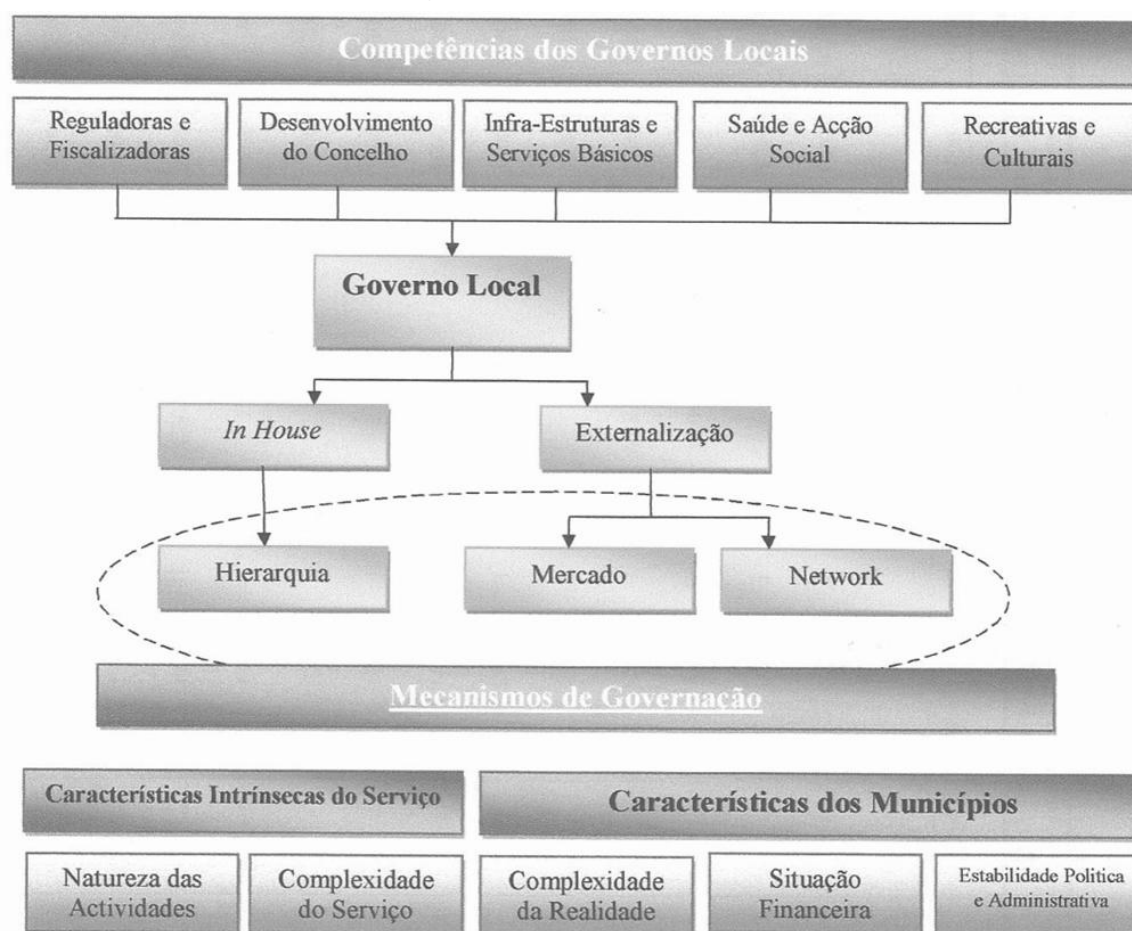 Competências dos Governos Locais
Reguladoras e
Fiscalizadoras
Desenvolvimento
do Concelho
Infra-Estruturas e
Serviços Básicos
Saúde e Acção
Social
Recreativas e
Culturais
Governo Local
In House
Externalização
Hierarquia
Mercado
Network
Mecanismos de Governação
Características Intrínsecas do Serviço
Características dos Municípios
Natureza das
Actividades
Complexidade
do Serviço
Complexidade
da Realidade
Situação
Financeira
Estabilidade Politica
e Administrativa